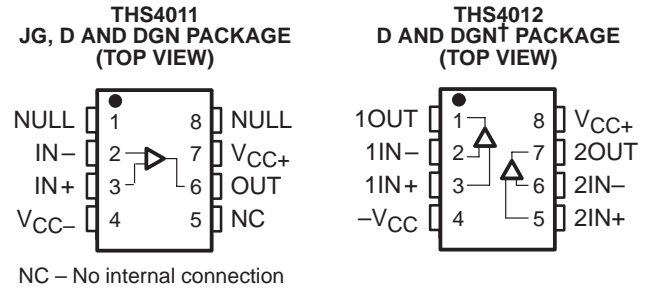 THS4011
JG, D AND DGN PACKAGE
(TOP VIEW)
NULL 1 8 NULL
IN− 2 7 VCC+
IN+ 3 6 OUT
VCC− 4 5 NC
NC − No internal connection
THS4012
D AND DGN† PACKAGE
(TOP VIEW)
1OUT 1 8 VCC+
1IN− 2 7 2OUT
1IN+ 3 6 2IN−
−VCC 4 5 2IN+